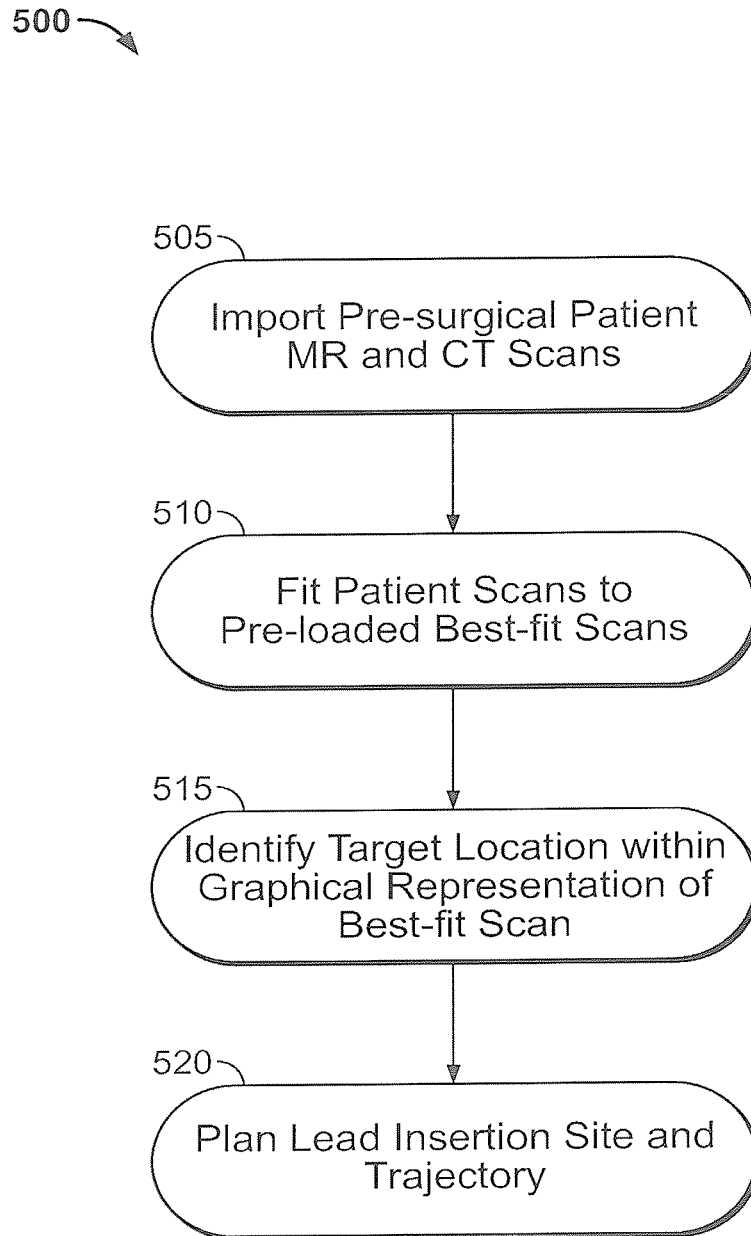 500
505
Import Pre-surgical Patient
MR and CT Scans
510
Fit Patient Scans to
Pre-loaded Best-fit Scans
515
Identify Target Location within
Graphical Representation of
Best-fit Scan
520
Plan Lead Insertion Site and
Trajectory